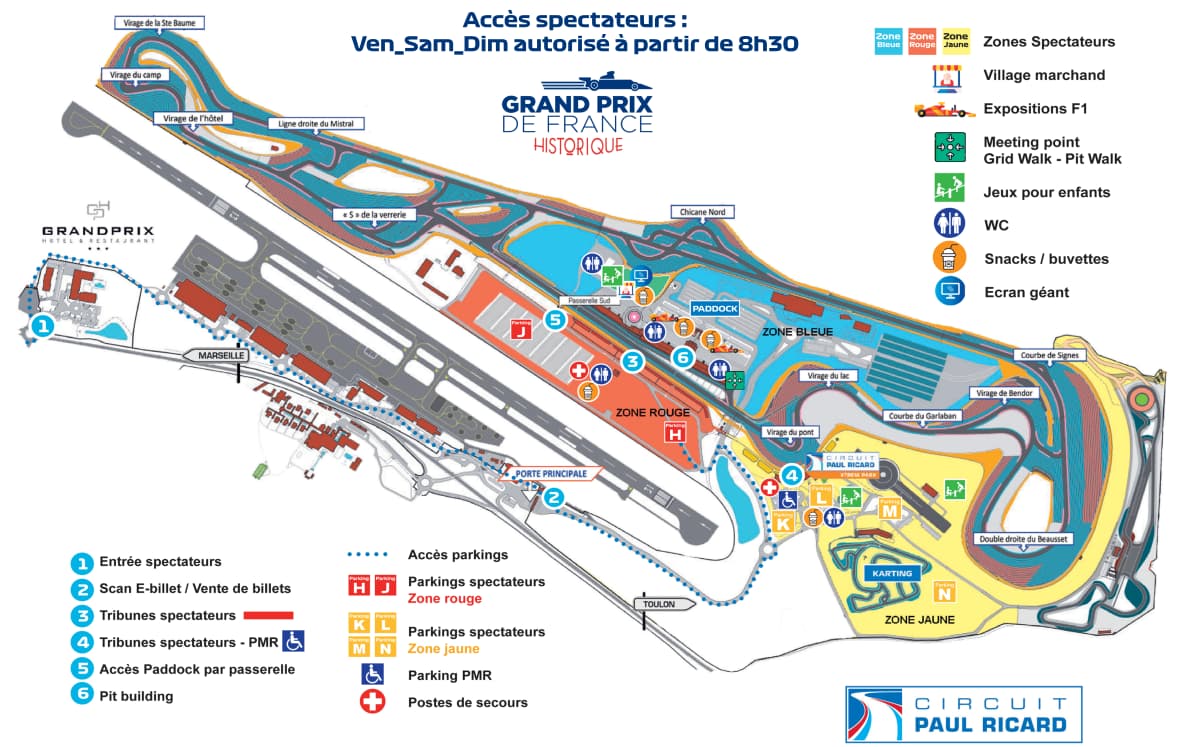 Accès spectateurs :
Ven_Sam_Dim autorisé à partir de 8h30
GRAND PRIX
DE FRANCE
HISTORIQUE
Zone Bleue
Zone Rouge
Zone Jaune
Zones Spectateurs
Village marchand
Expositions F1
Meeting point
Grid Walk - Pit Walk
Jeux pour enfants
WC
Snacks / buvettes
Ecran géant
Virage de la Ste Baume
Virage du camp
Virage de l'hôtel
Ligne droite du Mistral
« S » de la verrerie
Chicane Nord
GH
GRANDPRIX
HOTEL & RESTAURANT
1
MARSEILLE
Passerelle Sud
PADDOCK
ZONE BLEUE
5
Parking
J
3
6
ZONE ROUGE
Parking
H
Courbe de Signes
Virage du lac
Virage de Bendor
Courbe du Garlaban
Virage du pont
CIRCUIT
PAUL RICARD
XTREM PARK
4
PORTE PRINCIPALE
2
Parking
L
Parking
K
Parking
M
Double droite du Beausset
KARTING
Parking
N
ZONE JAUNE
TOULON
1 Entrée spectateurs
2 Scan E-billet / Vente de billets
3 Tribunes spectateurs
4 Tribunes spectateurs - PMR
5 Accès Paddock par passerelle
6 Pit building
Accès parkings
Parking H Parking J Parkings spectateurs
Zone rouge
Parking K Parking L
Parking M Parking N Parkings spectateurs
Zone jaune
Parking PMR
Postes de secours
CIRCUIT
PAUL RICARD